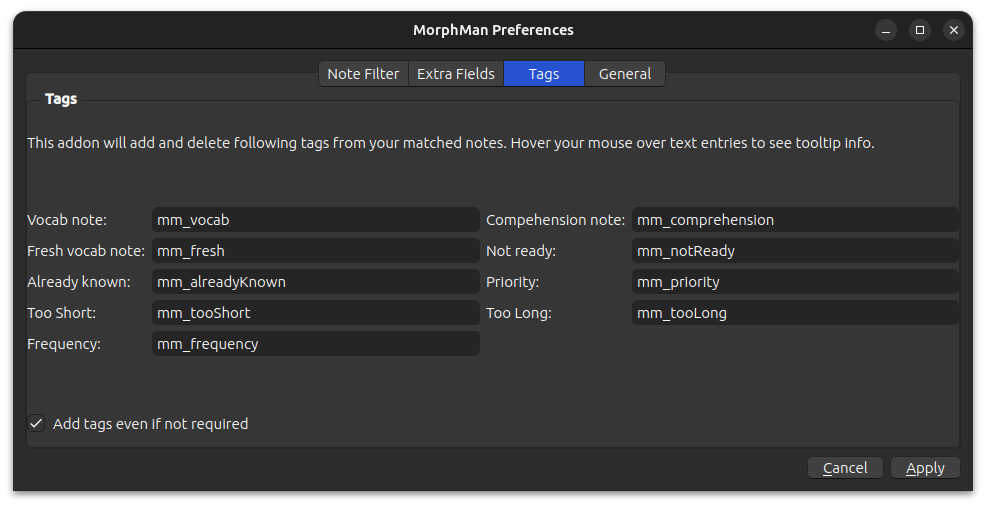 MorphMan Preferences
Note Filter Extra Fields Tags General
Tags
This addon will add and delete following tags from your matched notes. Hover your mouse over text entries to see tooltip info.
Vocab note: mm_vocab Compehension note: mm_comprehension
Fresh vocab note: mm_fresh Not ready: mm_notReady
Already known: mm_alreadyKnown Priority: mm_priority
Too Short: mm_tooShort Too Long: mm_tooLong
Frequency: mm_frequency
Add tags even if not required
Cancel Apply